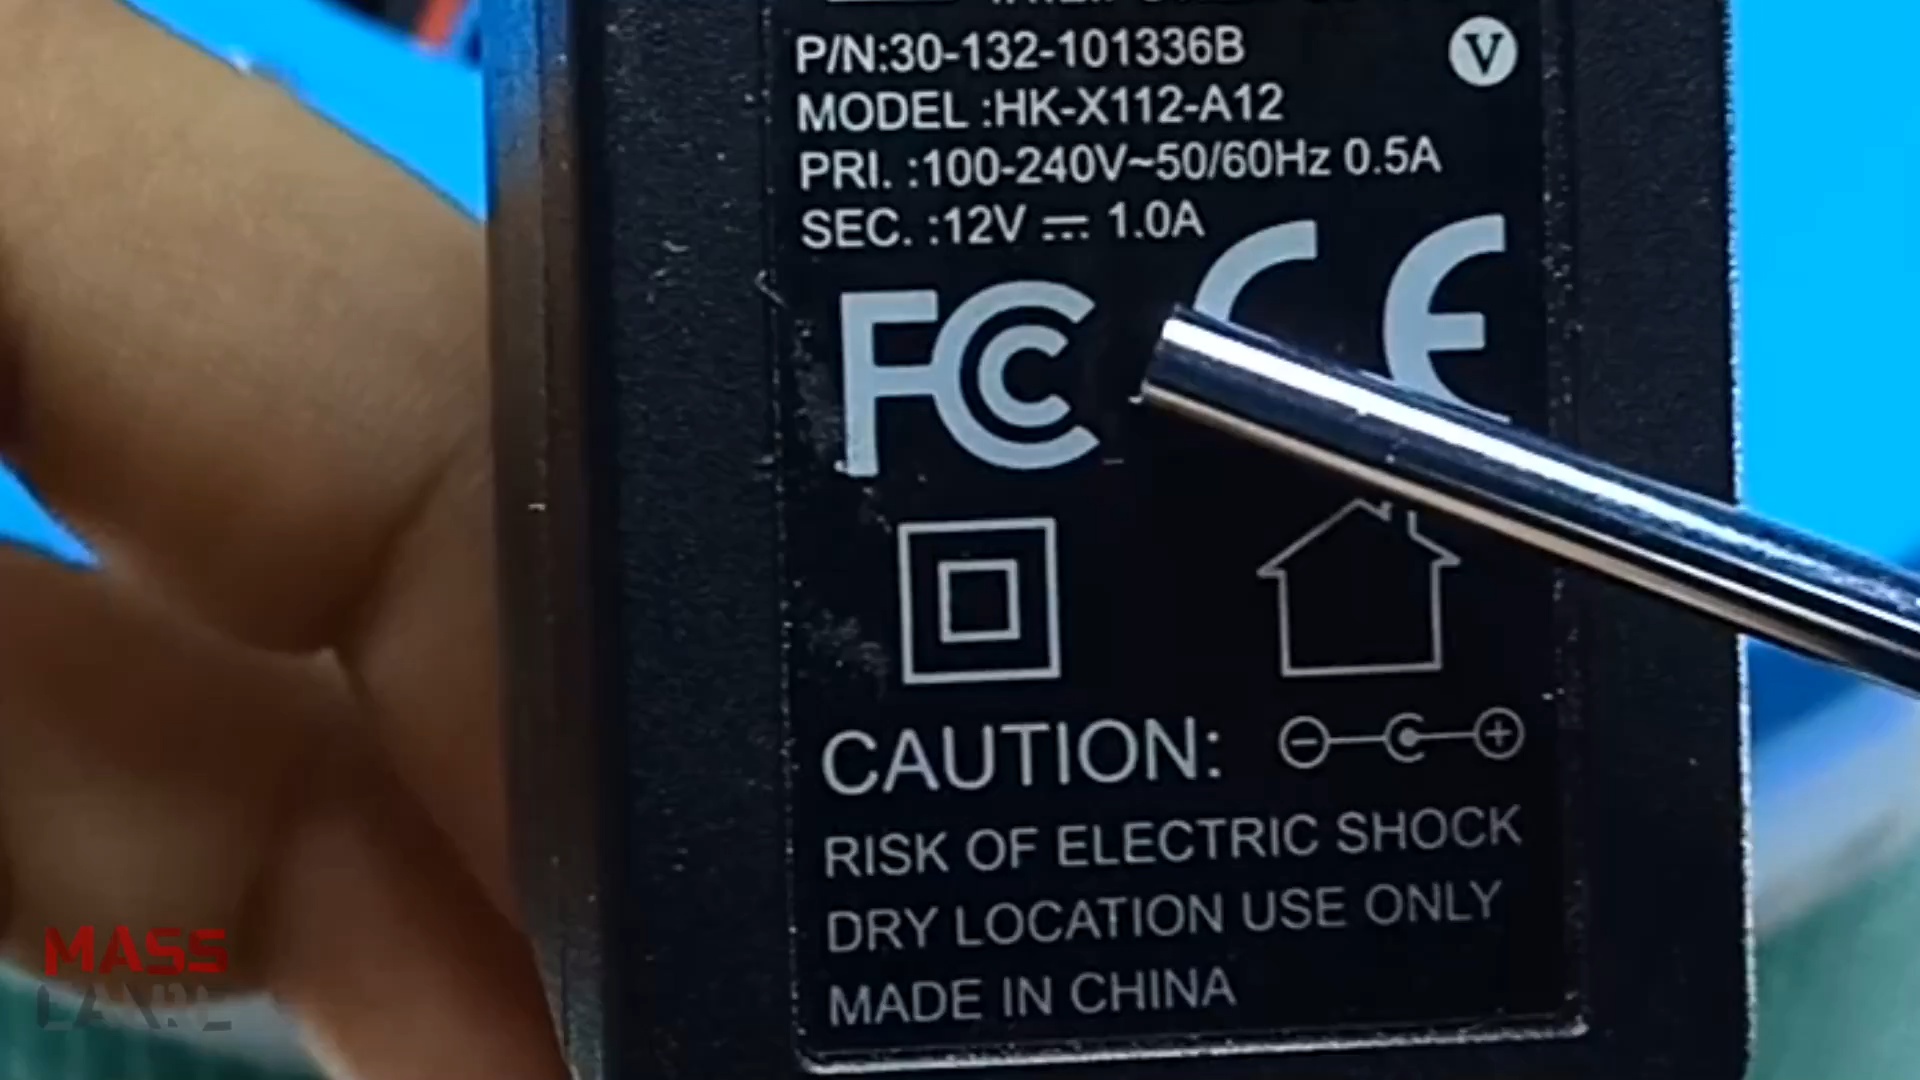 P/N:30-132-101336B
V
MODEL :HK-X112-A12
PRI. :100-240V~50/60Hz 0.5A
SEC. :12V ⎓ 1.0A
FC CE
CAUTION:
RISK OF ELECTRIC SHOCK
DRY LOCATION USE ONLY
MADE IN CHINA
MASS